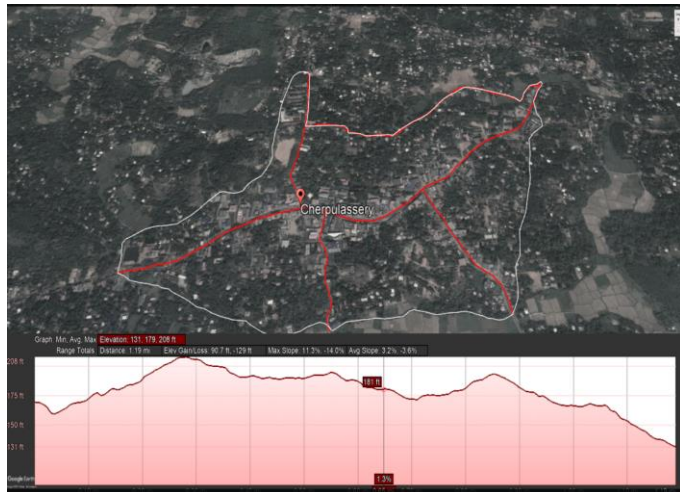 Cherpulassery
Graph: Min, Avg, Max Elevation: 131, 179, 208 ft
Range Totals: Distance: 1.19 mi Elev Gain/Loss: 90.7 ft, -129 ft Max Slope: 11.3%, -14.0% Avg Slope: 3.2%, -3.6%
208 ft
181 ft
175 ft
150 ft
131 ft
Google Earth
1.3%